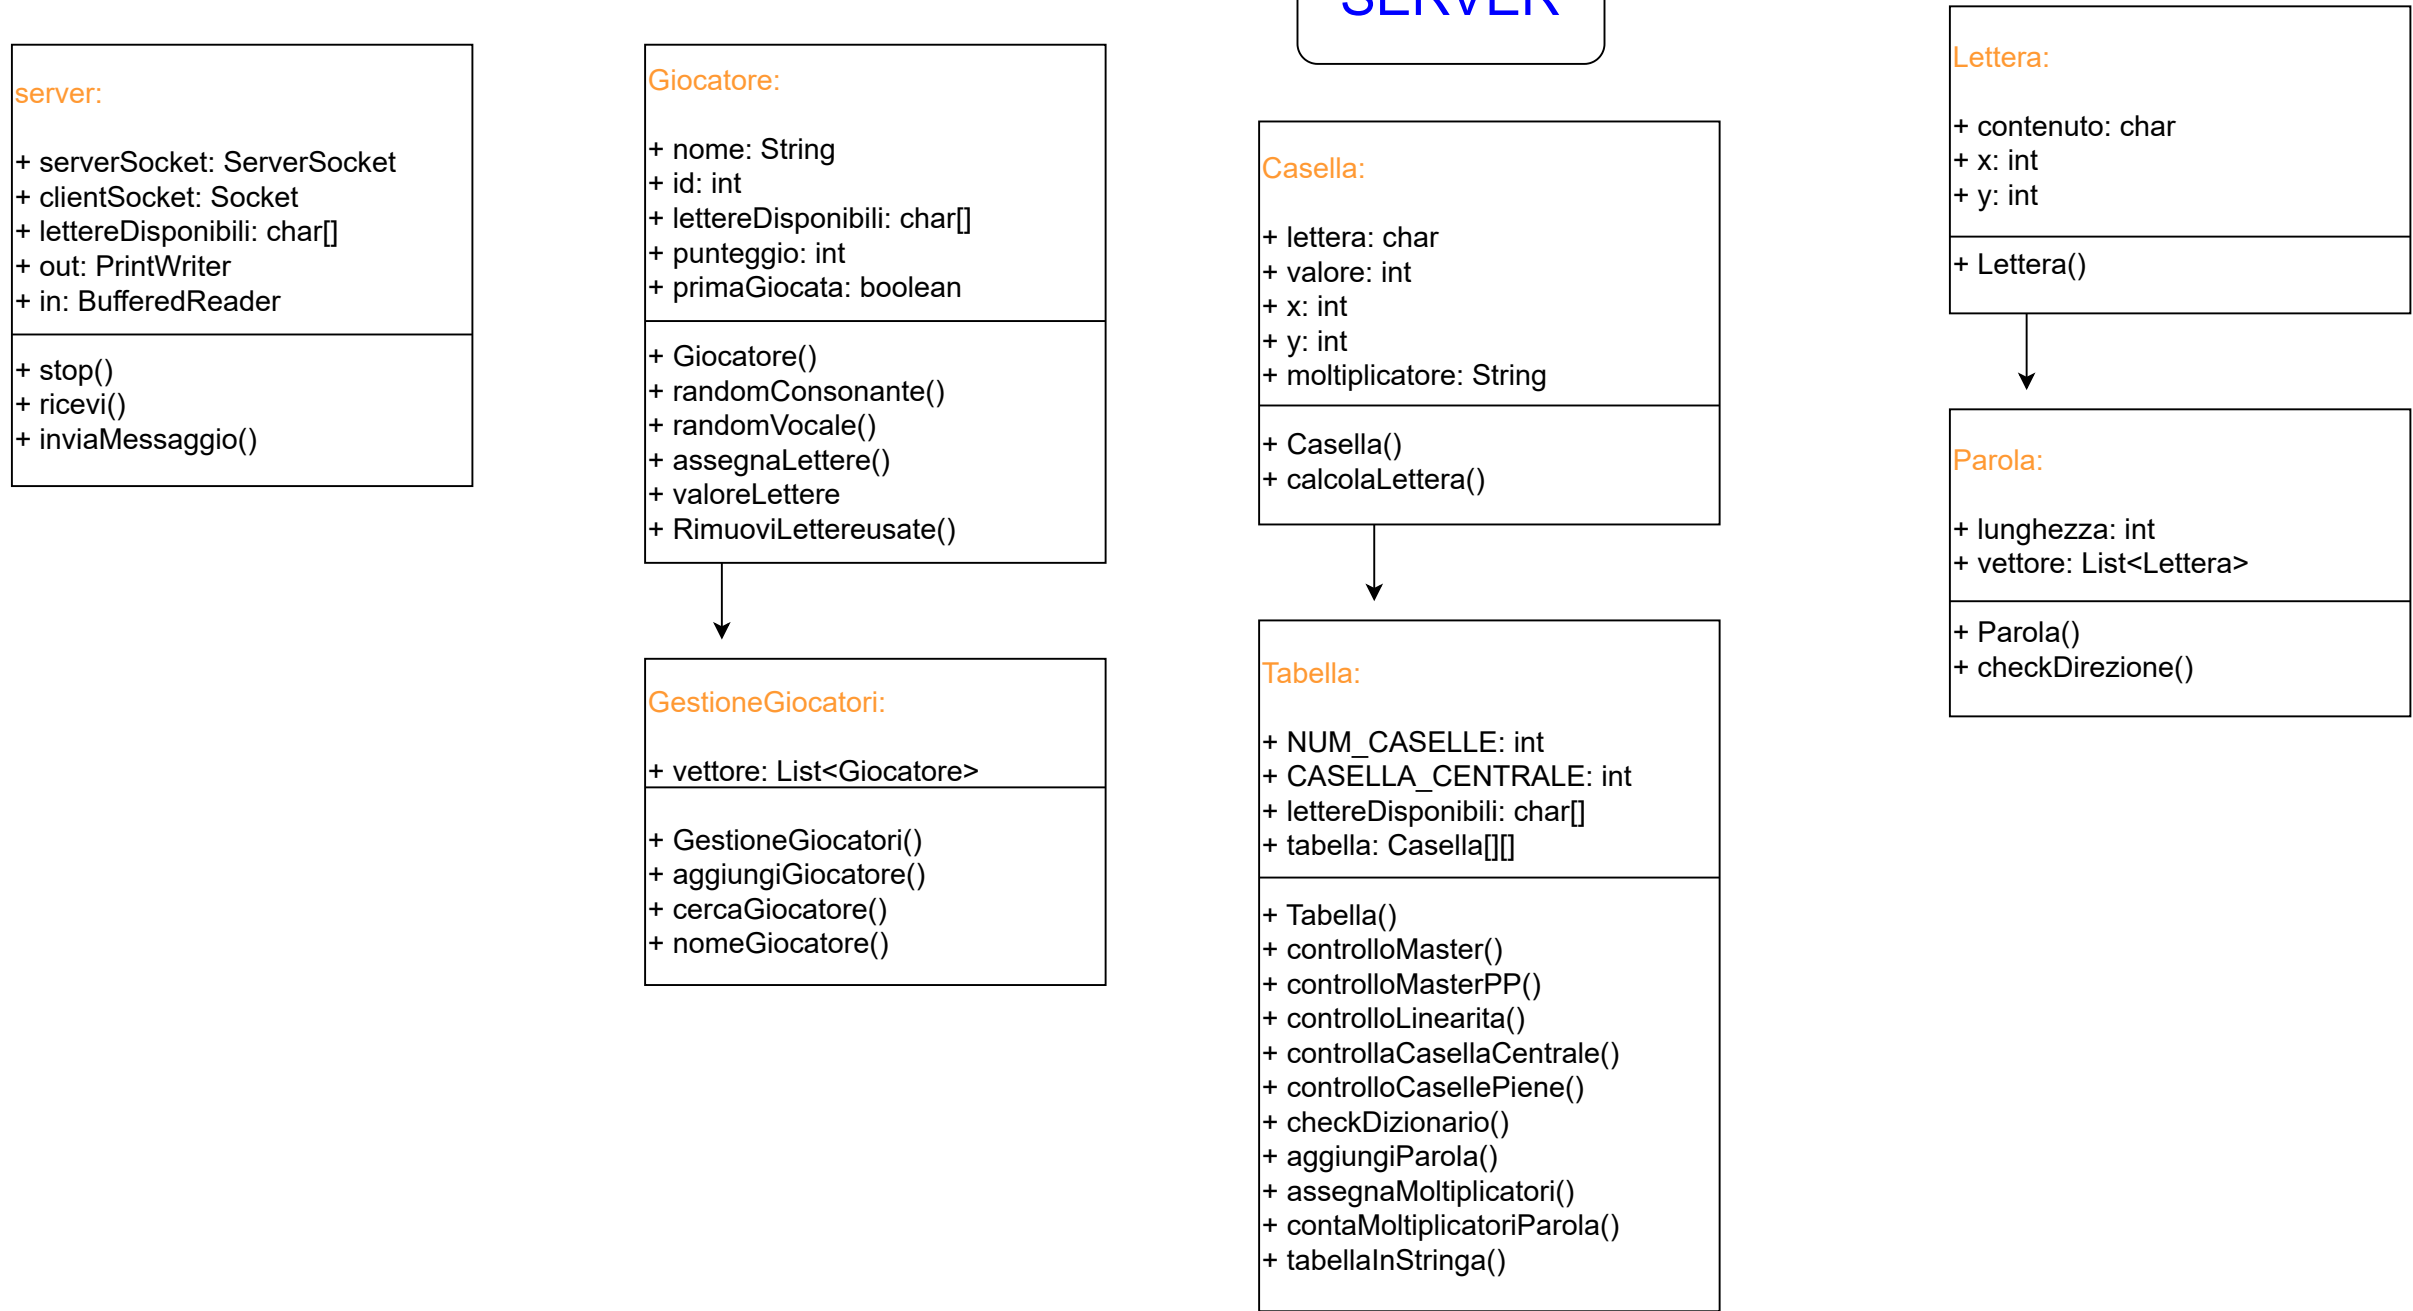 SERVER
server:
+ serverSocket: ServerSocket
+ clientSocket: Socket
+ lettereDisponibili: char[]
+ out: PrintWriter
+ in: BufferedReader
+ stop()
+ ricevi()
+ inviaMessaggio()
Giocatore:
+ nome: String
+ id: int
+ lettereDisponibili: char[]
+ punteggio: int
+ primaGiocata: boolean
+ Giocatore()
+ randomConsonante()
+ randomVocale()
+ assegnaLettere()
+ valoreLettere
+ RimuoviLettereusate()
GestioneGiocatori:
+ vettore: List<Giocatore>
+ GestioneGiocatori()
+ aggiungiGiocatore()
+ cercaGiocatore()
+ nomeGiocatore()
Casella:
+ lettera: char
+ valore: int
+ x: int
+ y: int
+ moltiplicatore: String
+ Casella()
+ calcolaLettera()
Tabella:
+ NUM_CASELLE: int
+ CASELLA_CENTRALE: int
+ lettereDisponibili: char[]
+ tabella: Casella[][]
+ Tabella()
+ controlloMaster()
+ controlloMasterPP()
+ controlloLinearita()
+ controllaCasellaCentrale()
+ controlloCasellePiene()
+ checkDizionario()
+ aggiungiParola()
+ assegnaMoltiplicatori()
+ contaMoltiplicatoriParola()
+ tabellaInStringa()
Lettera:
+ contenuto: char
+ x: int
+ y: int
+ Lettera()
Parola:
+ lunghezza: int
+ vettore: List<Lettera>
+ Parola()
+ checkDirezione()